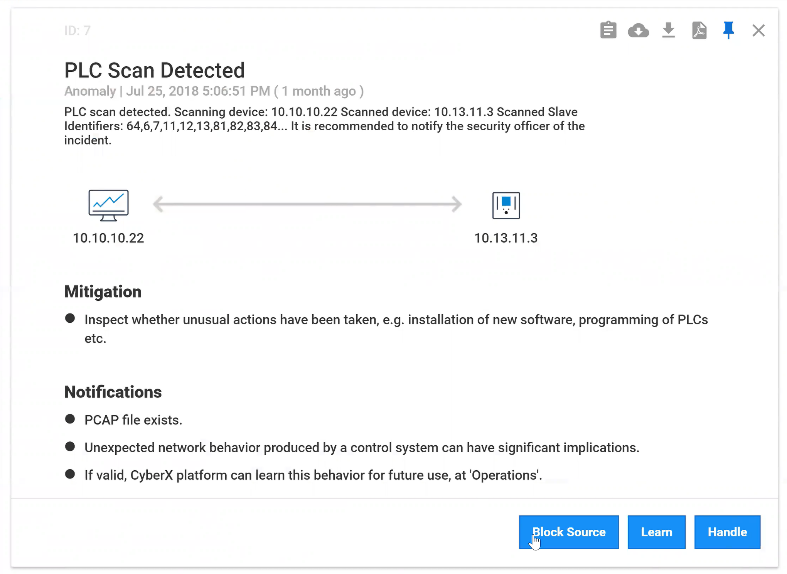 ID: 7
PLC Scan Detected
Anomaly | Jul 25, 2018 5:06:51 PM ( 1 month ago )
PLC scan detected. Scanning device: 10.10.10.22 Scanned device: 10.13.11.3 Scanned Slave
Identifiers: 64,6,7,11,12,13,81,82,83,84... It is recommended to notify the security officer of the
incident.
10.10.10.22
10.13.11.3
Mitigation
Inspect whether unusual actions have been taken, e.g. installation of new software, programming of PLCs
etc.
Notifications
PCAP file exists.
Unexpected network behavior produced by a control system can have significant implications.
If valid, CyberX platform can learn this behavior for future use, at 'Operations'.
Block Source Learn Handle